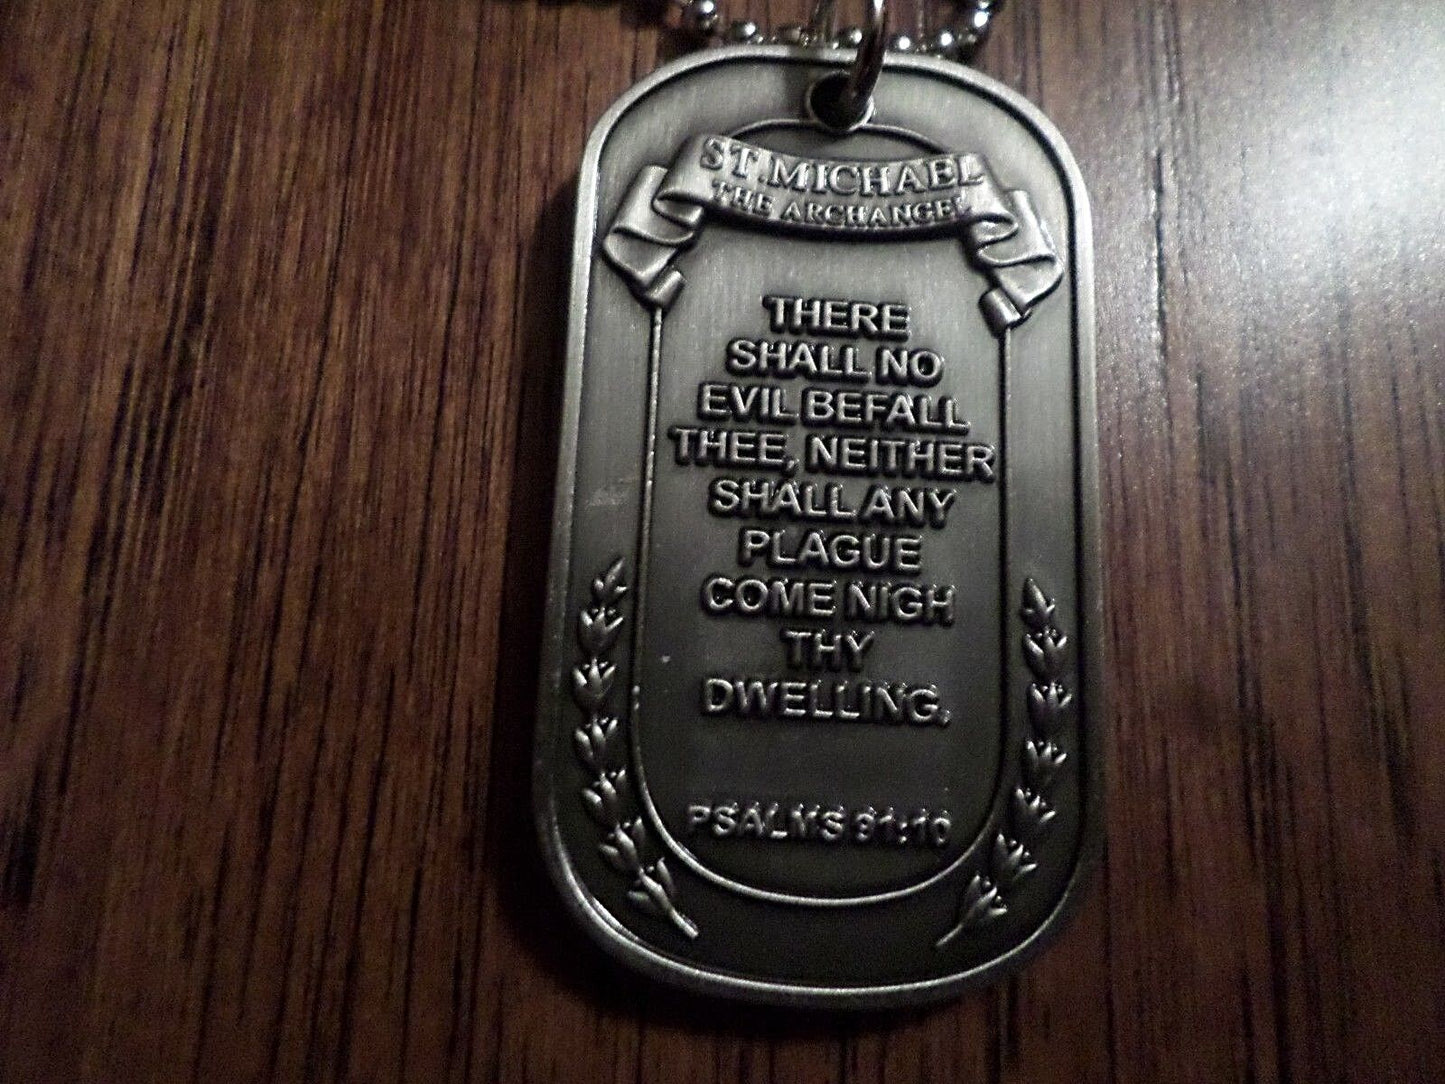 ST. MICHAEL
THE ARCHANGEL
THERE
SHALL NO
EVIL BEFALL
THEE, NEITHER
SHALL ANY
PLAGUE
COME NIGH
THY
DWELLING.
PSALMS 91:10